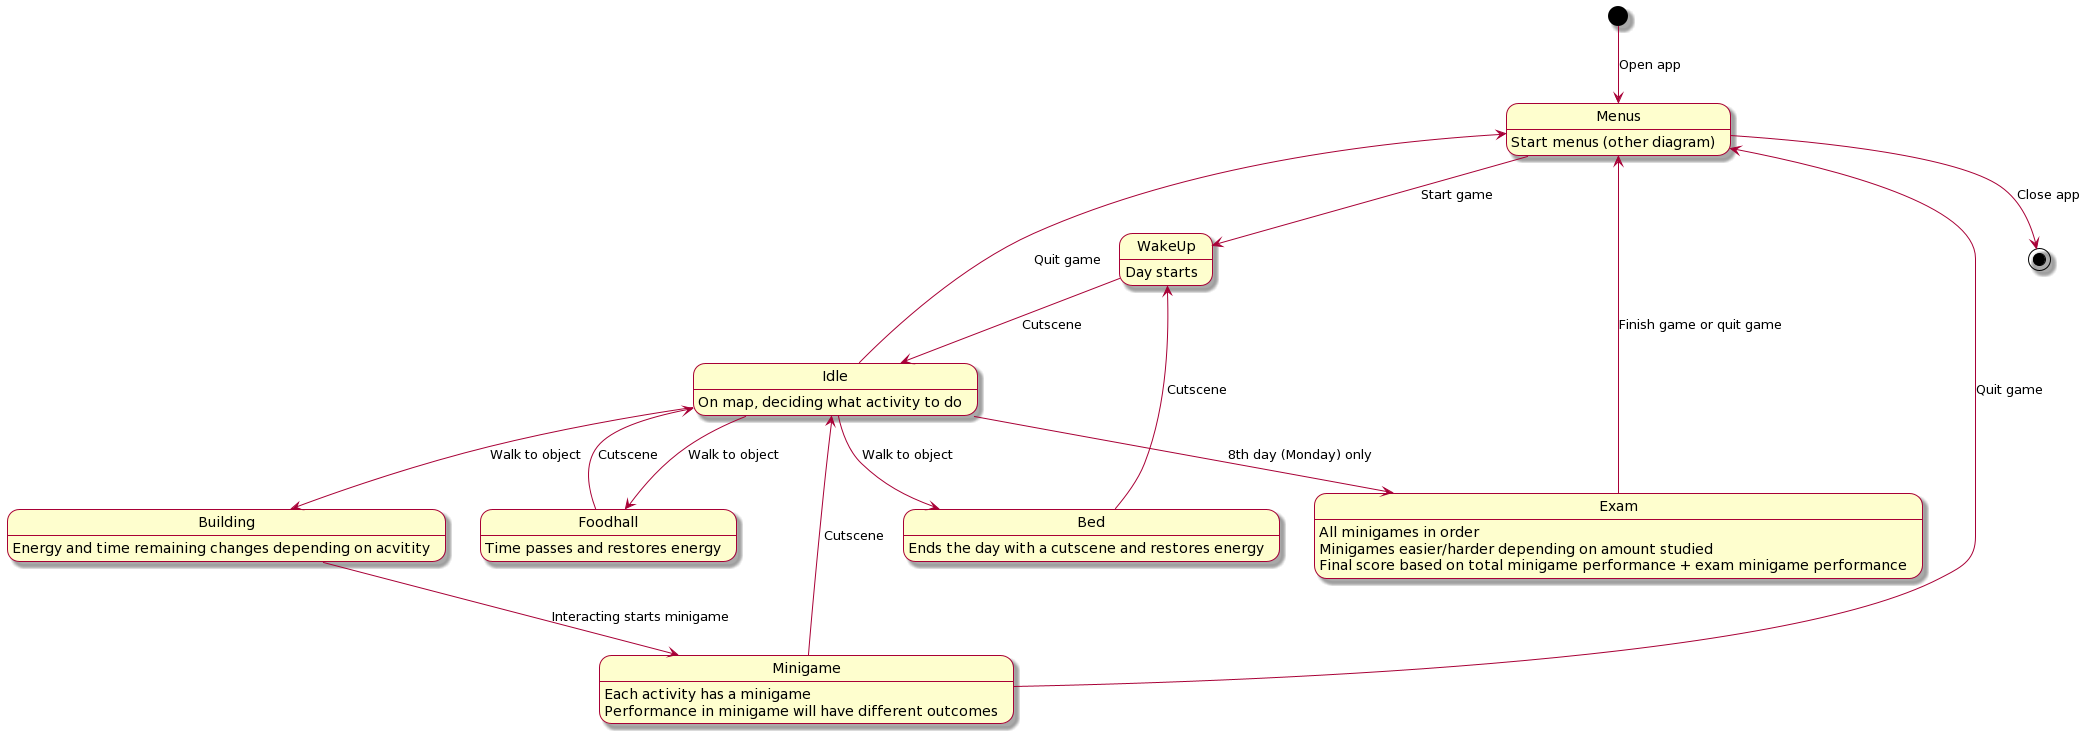 Open app
Menus
Start menus (other diagram)
Start game
Close app
WakeUp
Day starts
Quit game
Cutscene
Finish game or quit game
Idle
On map, deciding what activity to do
Cutscene
Quit game
Walk to object
Cutscene
Walk to object
Walk to object
8th day (Monday) only
Building
Energy and time remaining changes depending on acvitity
Foodhall
Time passes and restores energy
Bed
Ends the day with a cutscene and restores energy
Exam
All minigames in order
Minigames easier/harder depending on amount studied
Final score based on total minigame performance + exam minigame performance
Cutscene
Interacting starts minigame
Minigame
Each activity has a minigame
Performance in minigame will have different outcomes